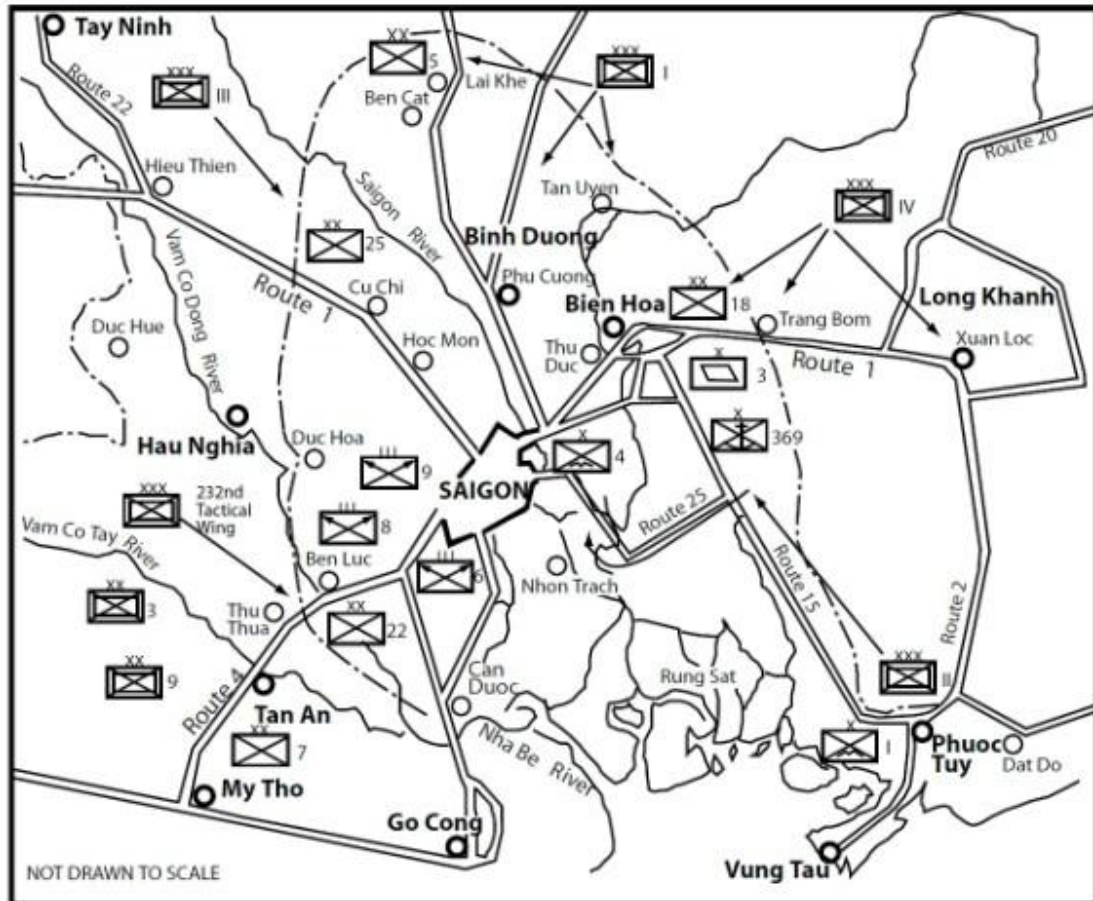 Tay Ninh
XX
5
Lai Khe
XXX
I
Route 22
XXX
III
Ben Cat
Route 20
Hieu Thien
Saigon
River
Tan Uyen
XXX
IV
XX
25
Binh Duong
Vam Co Dong
River
Route 1
Cu Chi
Phu Cuong
XX
18
Long Khanh
Bien Hoa
Trang Bom
Duc Hue
Hoc Mon
Thu
Duc
Route 1
Xuan Loc
X
3
Hau Nghia
Duc Hoa
X
369
III
9
X
4
SAIGON
XXX
232nd
Tactical
Wing
III
8
Route 25
Vam Co Tay
River
Ben Luc
III
6
Nhon Trach
Route 15
Route 2
XX
3
Thu
Thua
XX
22
XX
9
Can
Duoc
Rung Sat
XXX
II
Route 4
Tan An
Nha Be River
X
I
Phuoc
Tuy
Dat Do
XX
7
My Tho
Go Cong
Vung Tau
NOT DRAWN TO SCALE